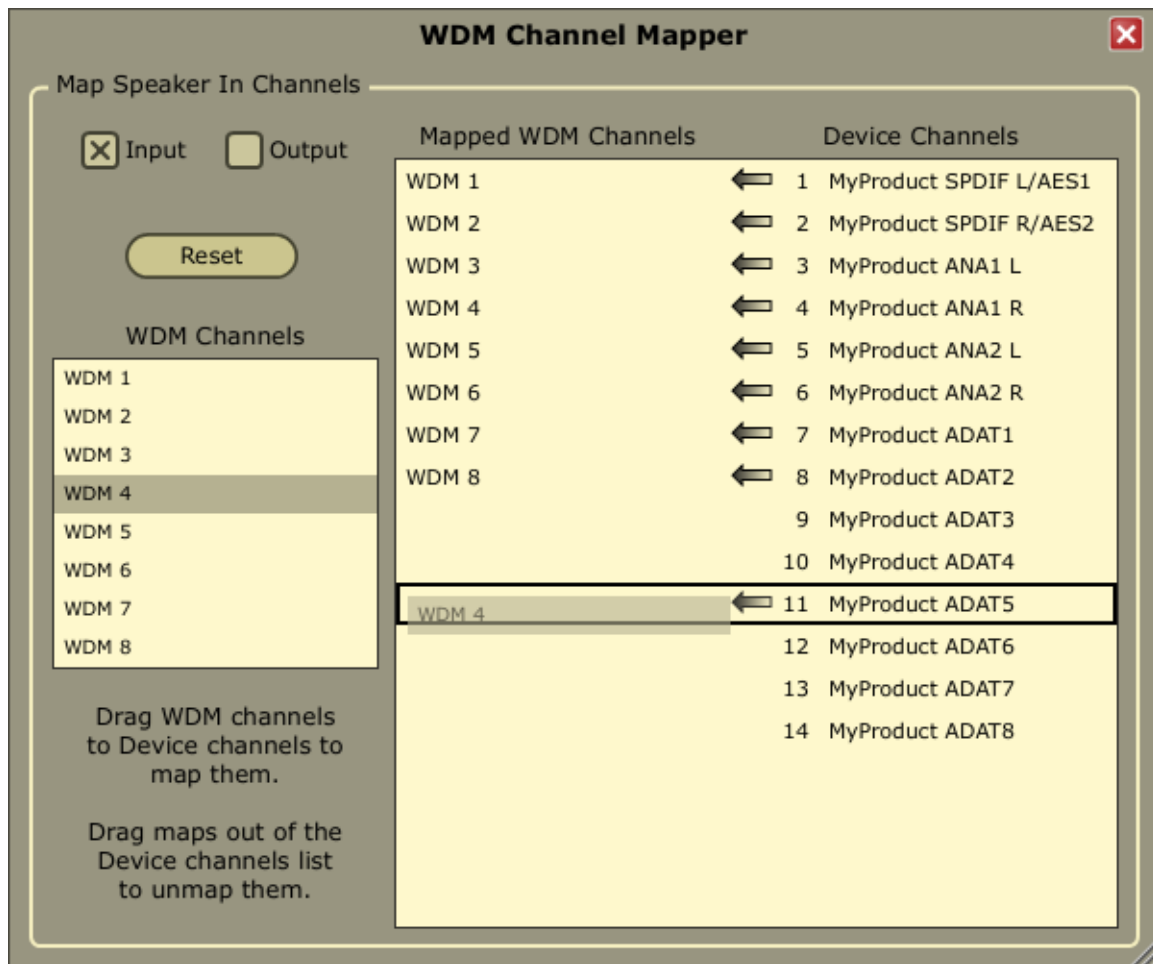 WDM Channel Mapper
Map Speaker In Channels
Input Output
Reset
WDM Channels
WDM 1
WDM 2
WDM 3
WDM 4
WDM 5
WDM 6
WDM 7
WDM 8
Drag WDM channels
to Device channels to
map them.
Drag maps out of the
Device channels list
to unmap them.
Mapped WDM Channels Device Channels
WDM 1 1 MyProduct SPDIF L/AES1
WDM 2 2 MyProduct SPDIF R/AES2
WDM 3 3 MyProduct ANA1 L
WDM 4 4 MyProduct ANA1 R
WDM 5 5 MyProduct ANA2 L
WDM 6 6 MyProduct ANA2 R
WDM 7 7 MyProduct ADAT1
WDM 8 8 MyProduct ADAT2
9 MyProduct ADAT3
10 MyProduct ADAT4
WDM 4 11 MyProduct ADAT5
12 MyProduct ADAT6
13 MyProduct ADAT7
14 MyProduct ADAT8